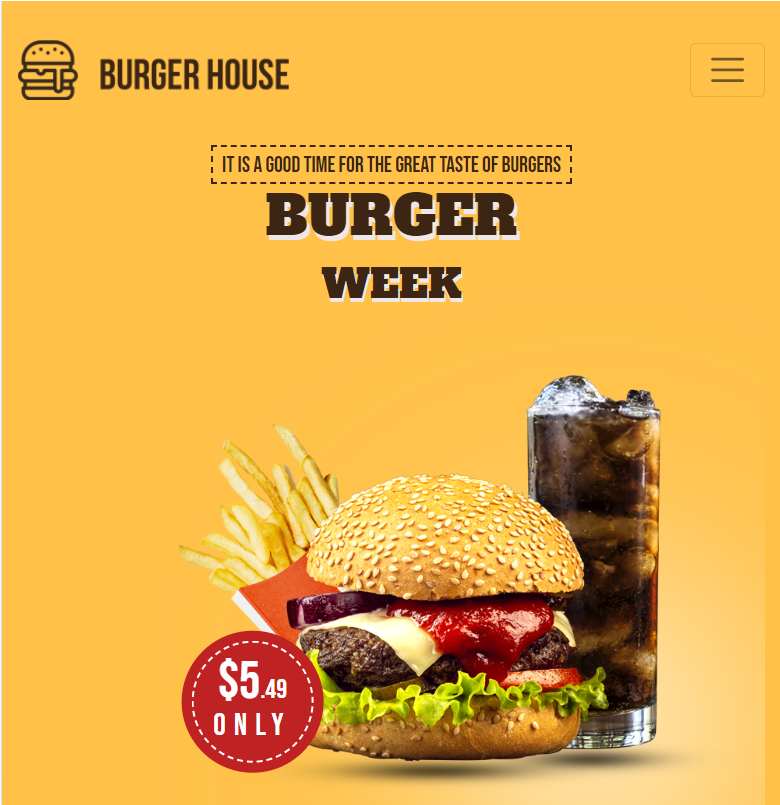 BURGER HOUSE
IT IS A GOOD TIME FOR THE GREAT TASTE OF BURGERS
BURGER
WEEK
$5.49
ONLY